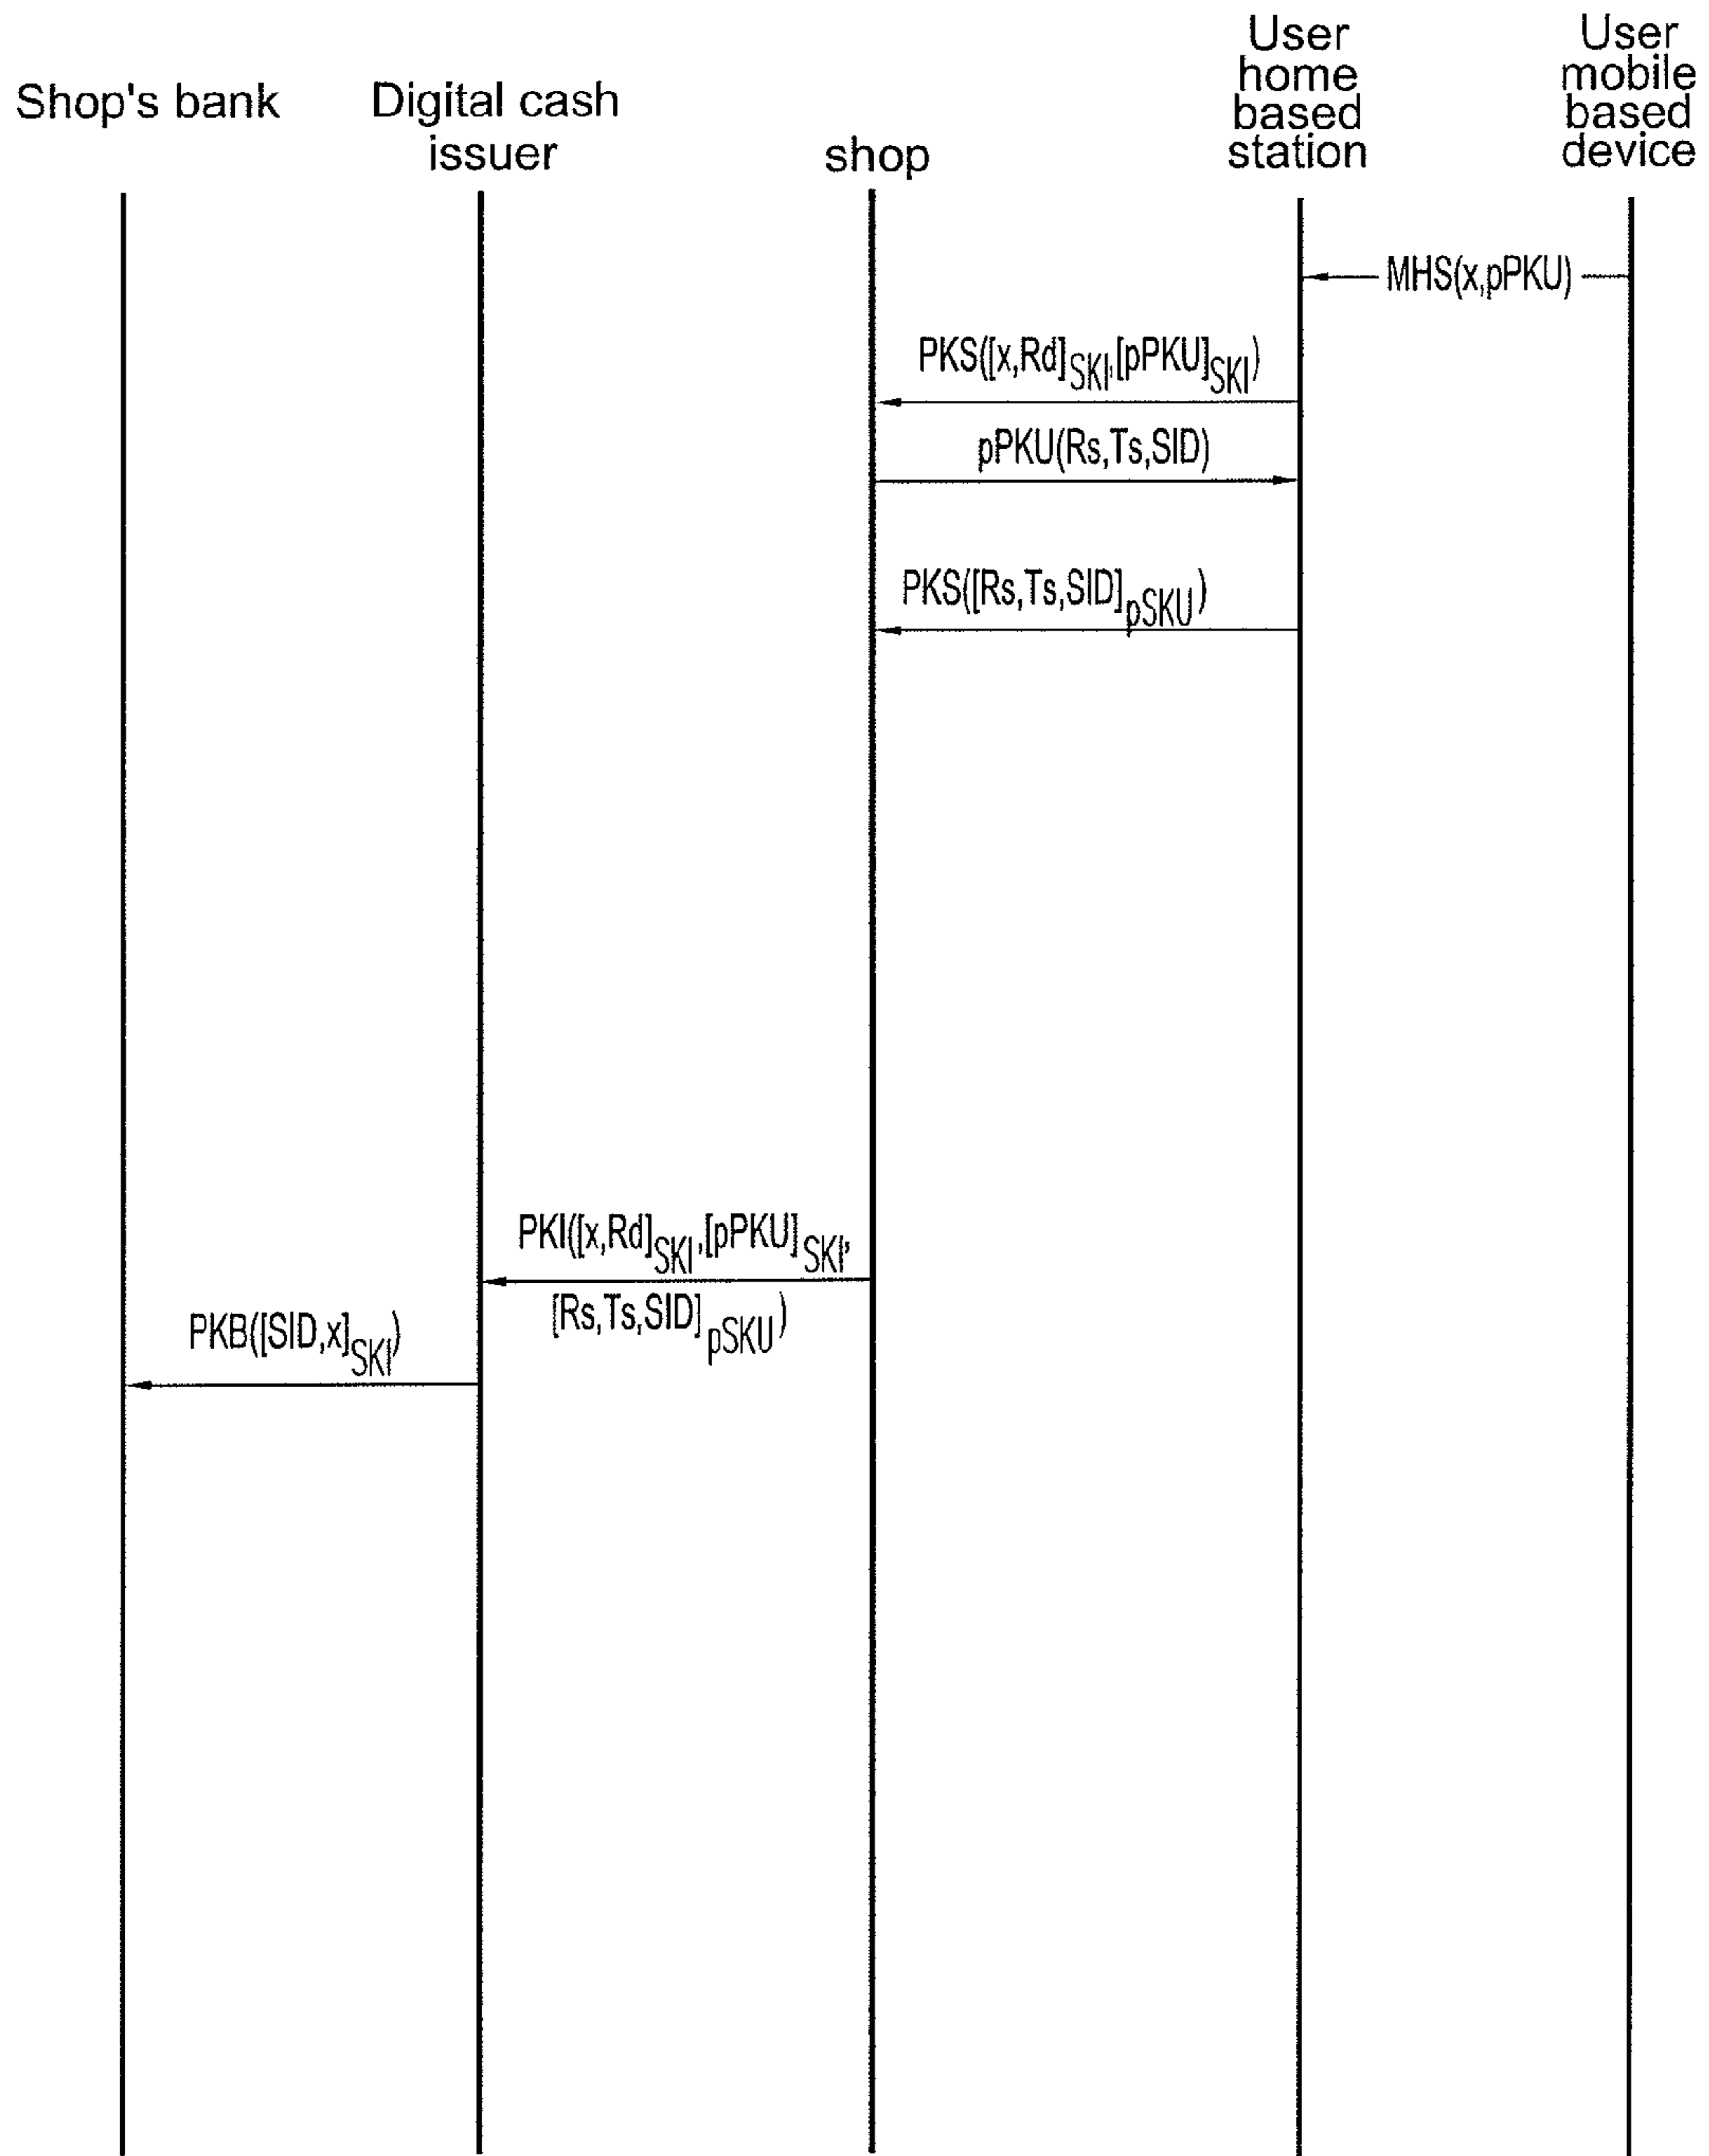 Shop's bank
Digital cash
issuer
shop
User
home
based
station
User
mobile
based
device
MHS(x,pPKU)
PKS([x,Rd]SKI,[pPKU]SKI)
pPKU(Rs,Ts,SID)
PKS([Rs,Ts,SID]pSKU)
PKI([x,Rd]SKI,[pPKU]SKI,
[Rs,Ts,SID]pSKU)
PKB([SID,x]SKI)